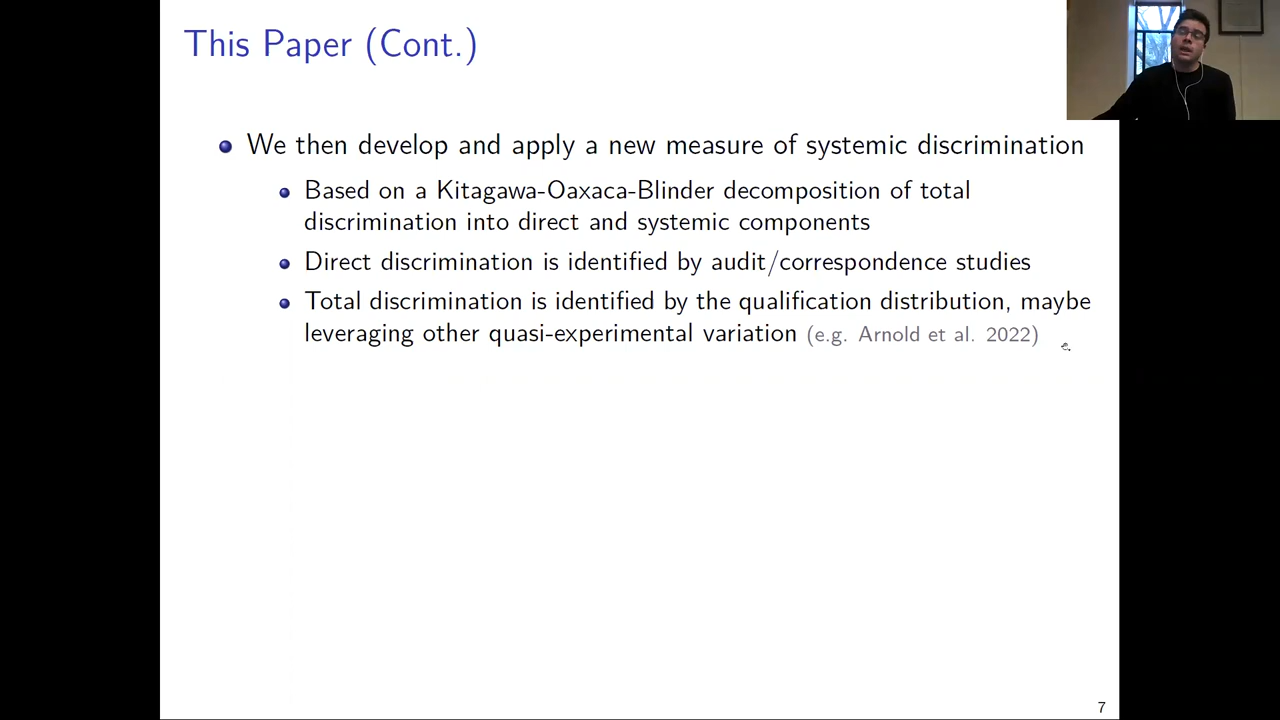 This Paper (Cont.)
We then develop and apply a new measure of systemic discrimination
Based on a Kitagawa-Oaxaca-Blinder decomposition of total
discrimination into direct and systemic components
Direct discrimination is identified by audit/correspondence studies
Total discrimination is identified by the qualification distribution, maybe
leveraging other quasi-experimental variation (e.g. Arnold et al. 2022)
7